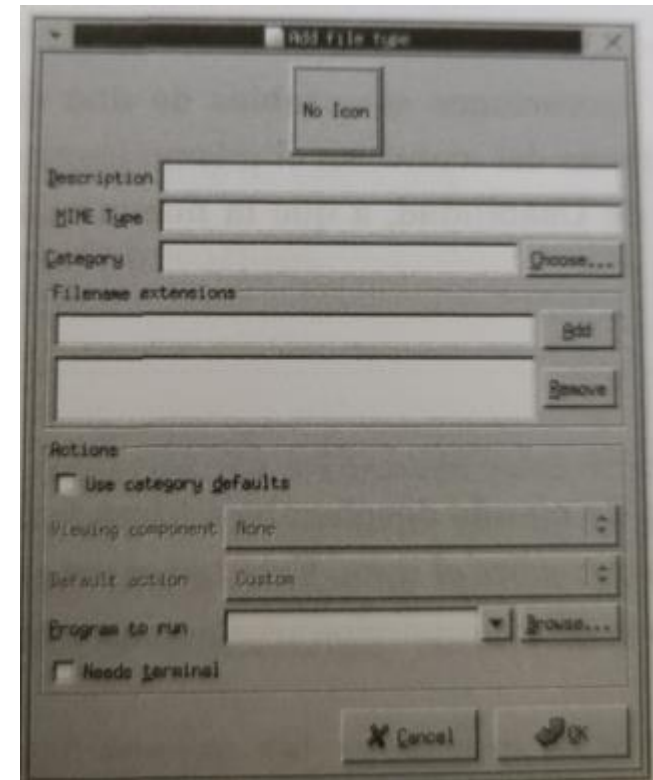 Add file type
No Icon
Description
MIME Type
Category Choose...
Filename extensions
Add
Remove
Actions
Use category defaults
Viewing component None
Default action Custom
Program to run Browse...
Needs terminal
Cancel OK